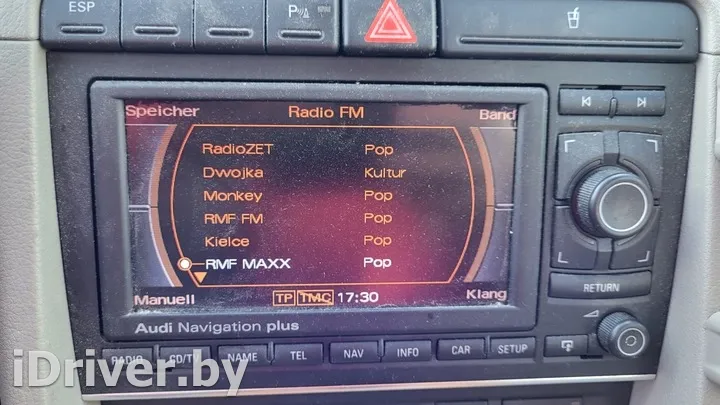 ESP
P
Speicher Radio FM Band
RadioZET Pop
Dwojka Kultur
Monkey Pop
RMF FM Pop
Kielce Pop
RMF MAXX Pop
Manuell TP TMC 17:30 Klang
RETURN
Audi Navigation plus
RADIO CD/TV NAME TEL NAV INFO CAR SETUP
iDriver.by